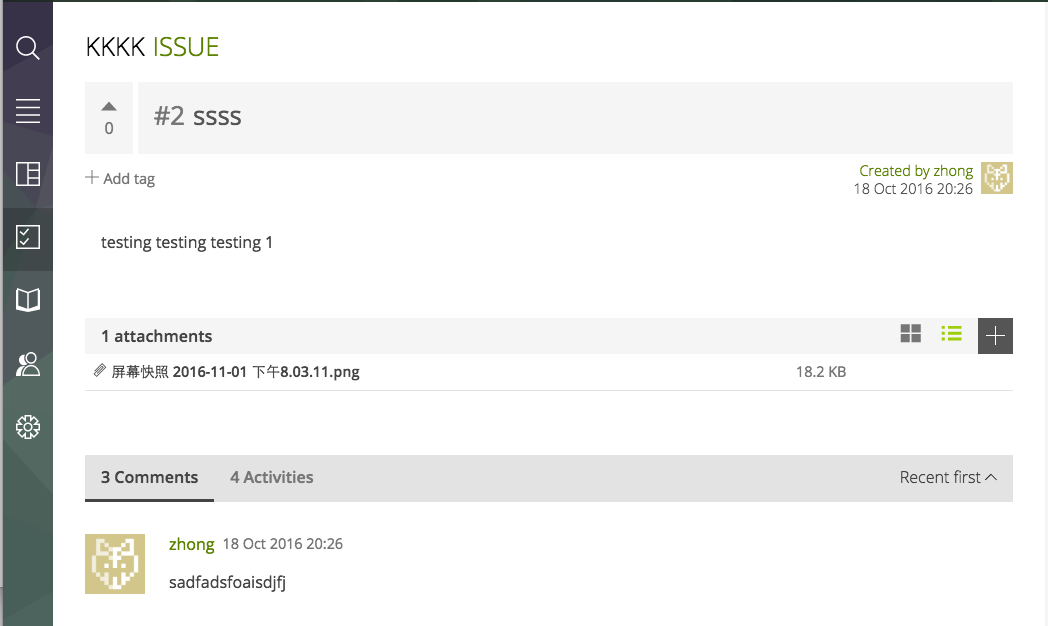 KKKK ISSUE
0
#2 ssss
Add tag
Created by zhong
18 Oct 2016 20:26
testing testing testing 1
1 attachments
屏幕快照 2016-11-01 下午8.03.11.png 18.2 KB
3 Comments 4 Activities Recent first
zhong 18 Oct 2016 20:26
sadfadsfoaisdjfj